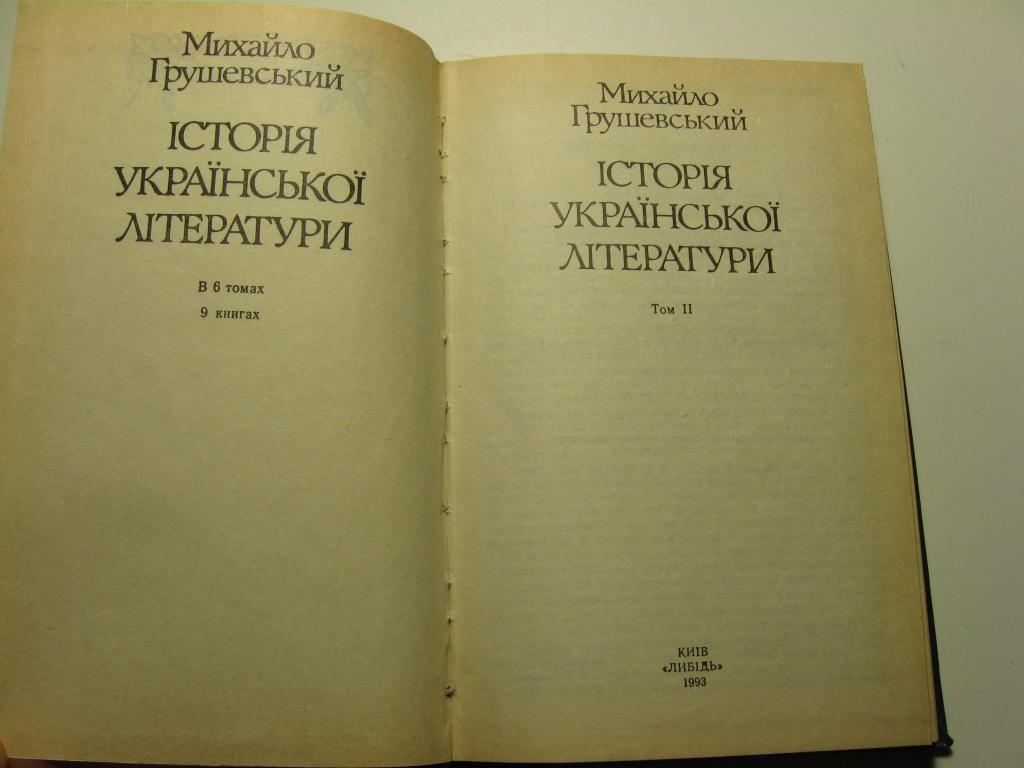 Михайло
Грушевський
ІСТОРІЯ
УКРАЇНСЬКОЇ
ЛІТЕРАТУРИ
В 6 томах
9 книгах
Михайло
Грушевський
ІСТОРІЯ
УКРАЇНСЬКОЇ
ЛІТЕРАТУРИ
Том II
КИЇВ
«ЛИБІДЬ»
1993